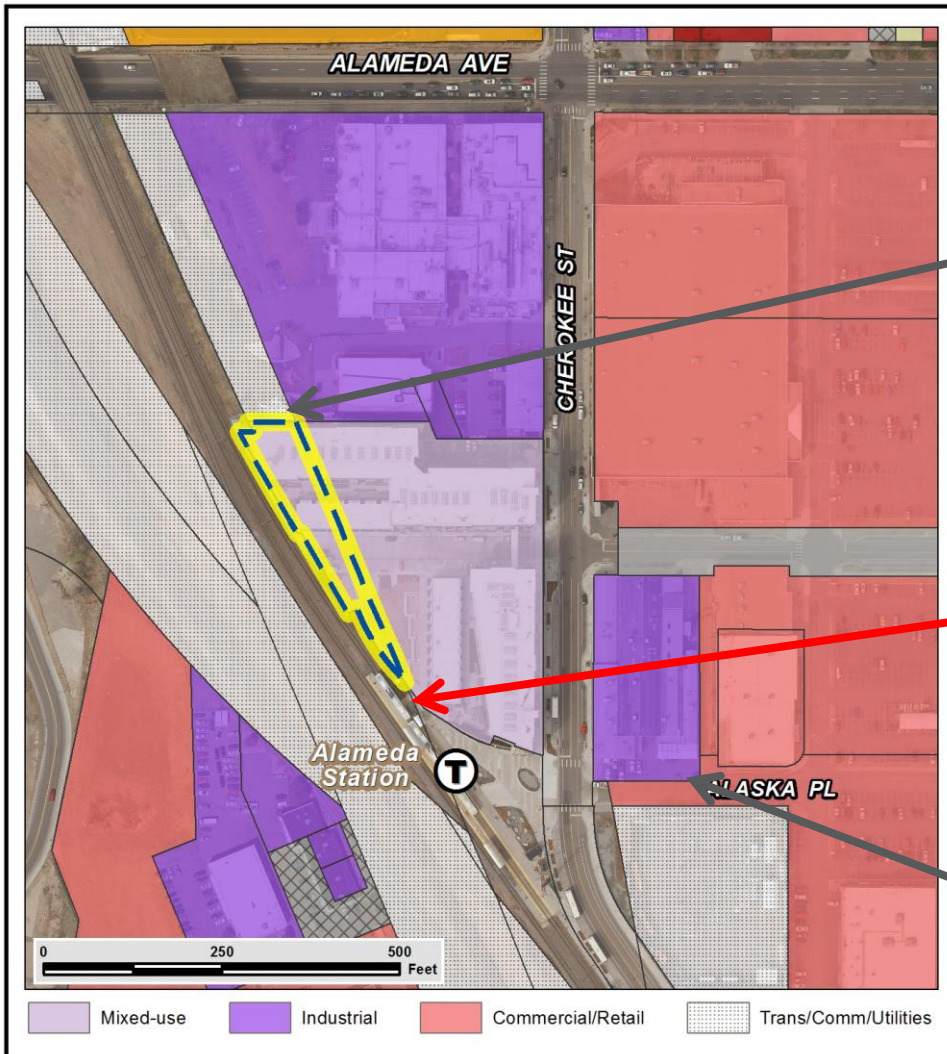 ALAMEDA AVE
CHEROKEE ST
Alameda
Station
T
ALASKA PL
0 250 500
Feet
Mixed-use Industrial Commercial/Retail Trans/Comm/Utilities